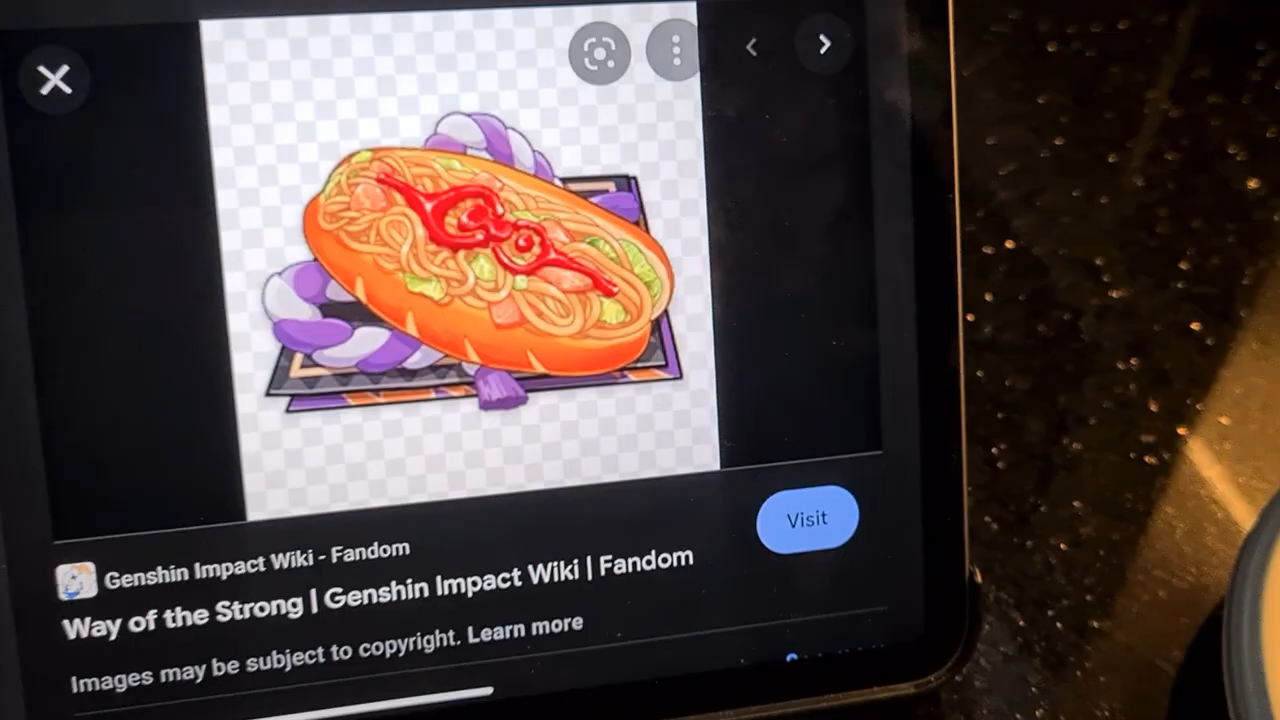 Genshin Impact Wiki - Fandom
Visit
Way of the Strong | Genshin Impact Wiki | Fandom
Images may be subject to copyright. Learn more